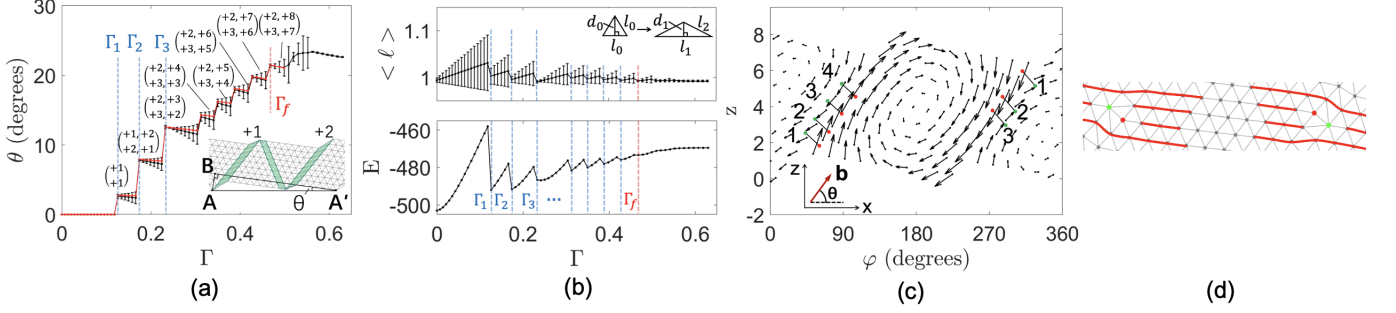 θ (degrees)
30
20
10
0
0
0.2
0.4
0.6
Γ
Γ1
Γ2
Γ3
Γf
(+1
+1)
(+1, +2
+2, +1)
(+2, +3
+3, +2)
(+2, +4
+3, +3)
(+2, +5
+3, +4)
(+2, +6
+3, +5)
(+2, +7
+3, +6)
(+2, +8
+3, +7)
+1
+2
B
A
θ
A'
(a)
< ℓ >
1.1
1
d0
l0
l0
d1
l2
l1
E
-460
-480
-500
Γ1
Γ2
Γ3
...
Γf
0
0.2
0.4
0.6
Γ
(b)
z
8
6
4
2
0
-2
4
3
2
1
1
2
3
z
b
θ
x
0
90
180
270
360
φ (degrees)
(c)
(d)